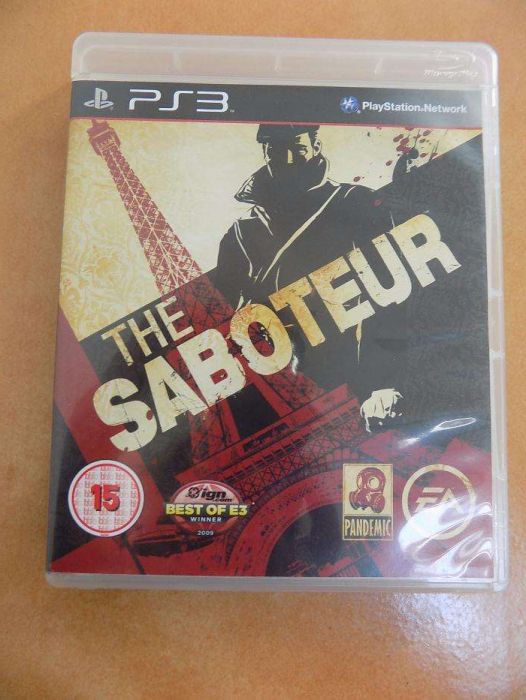 PS3
PlayStation Network
THE
SABOTEUR
15
ign.com
BEST OF E3
WINNER
2009
PANDEMIC
EA